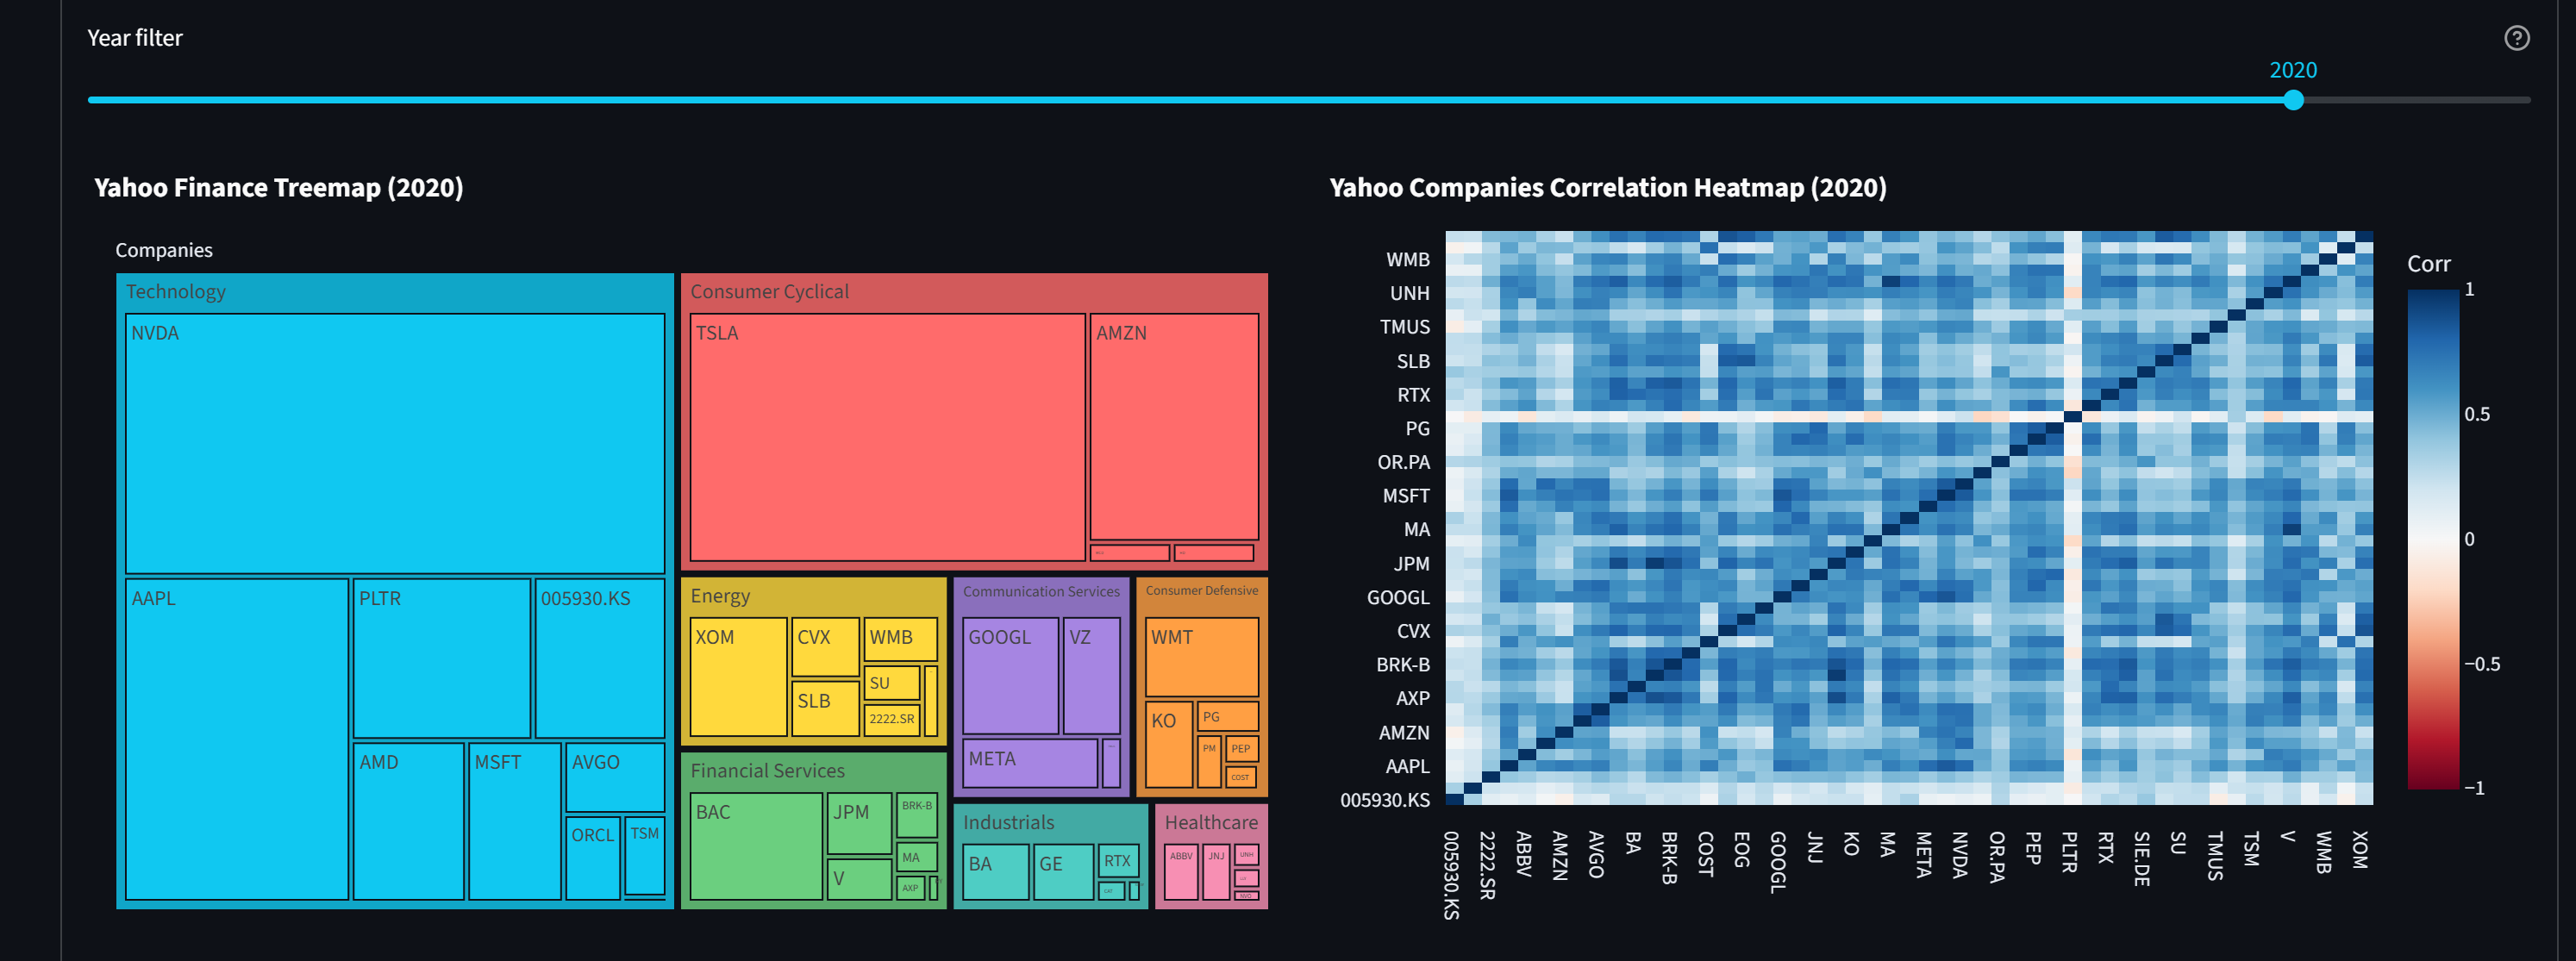 Year filter
2020
Yahoo Finance Treemap (2020)
Companies
Technology
NVDA
AAPL
PLTR
005930.KS
AMD
MSFT
AVGO
ORCL
TSM
Consumer Cyclical
TSLA
AMZN
Energy
XOM
CVX
WMB
SLB
SU
2222.SR
Communication Services
GOOGL
VZ
META
Consumer Defensive
WMT
KO
PG
PM
PEP
COST
Financial Services
BAC
JPM
BRK-B
V
MA
AXP
Industrials
BA
GE
RTX
CAT
Healthcare
ABBV
JNJ
UNH
Yahoo Companies Correlation Heatmap (2020)
WMB
UNH
TMUS
SLB
RTX
PG
OR.PA
MSFT
MA
JPM
GOOGL
CVX
BRK-B
AXP
AMZN
AAPL
005930.KS
005930.KS
2222.SR
ABBV
AMZN
AVGO
BA
BRK-B
COST
EOG
GOOGL
JNJ
KO
MA
META
NVDA
OR.PA
PEP
PLTR
RTX
SIE.DE
SU
TMUS
TSM
V
WMB
XOM
Corr
1
0.5
0
−0.5
−1